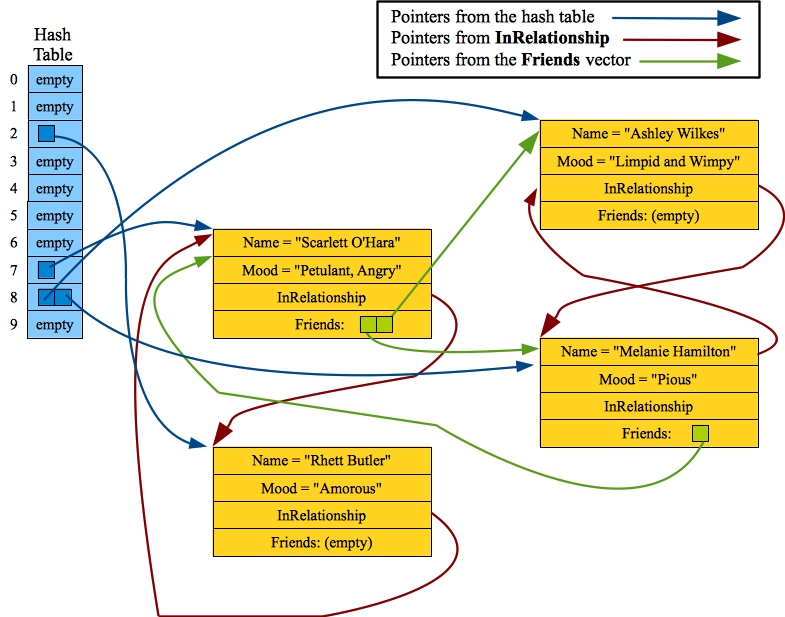 Pointers from the hash table
Pointers from InRelationship
Pointers from the Friends vector
Hash
Table
0 empty
1 empty
2
3 empty
4 empty
5 empty
6 empty
7
8
9 empty
Name = "Ashley Wilkes"
Mood = "Limpid and Wimpy"
InRelationship
Friends: (empty)
Name = "Scarlett O'Hara"
Mood = "Petulant, Angry"
InRelationship
Friends:
Name = "Melanie Hamilton"
Mood = "Pious"
InRelationship
Friends:
Name = "Rhett Butler"
Mood = "Amorous"
InRelationship
Friends: (empty)